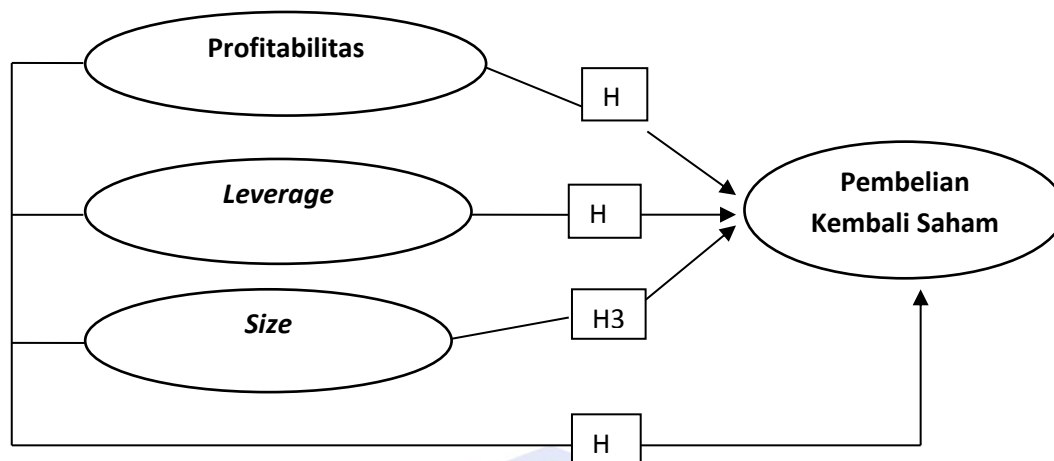 Profitabilitas
H
Leverage
H
Pembelian
Kembali Saham
Size
H3
H